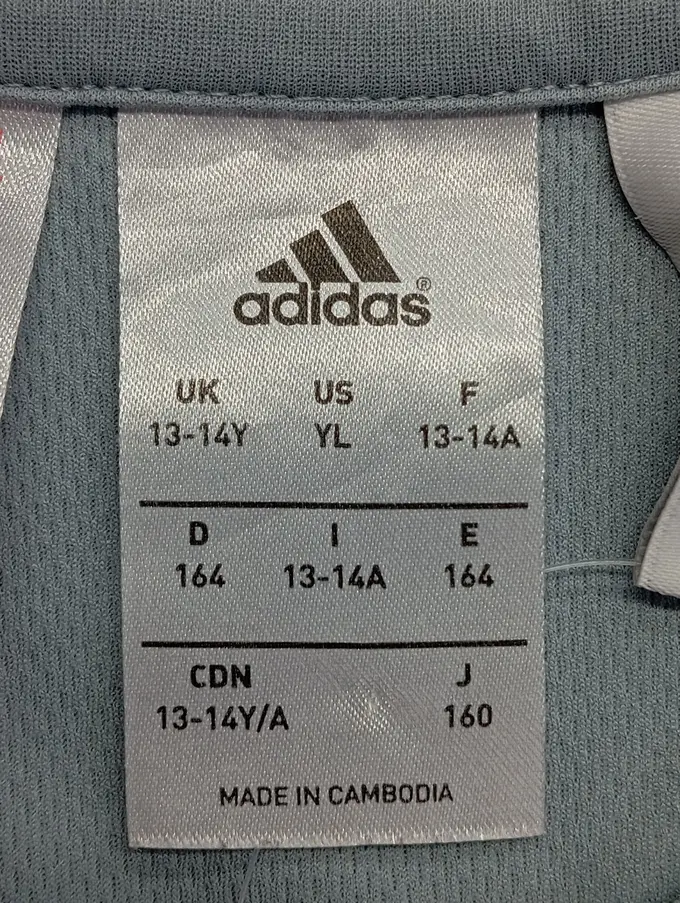 adidas®
UK US F
13-14Y YL 13-14A
D I E
164 13-14A 164
CDN J
13-14Y/A 160
MADE IN CAMBODIA